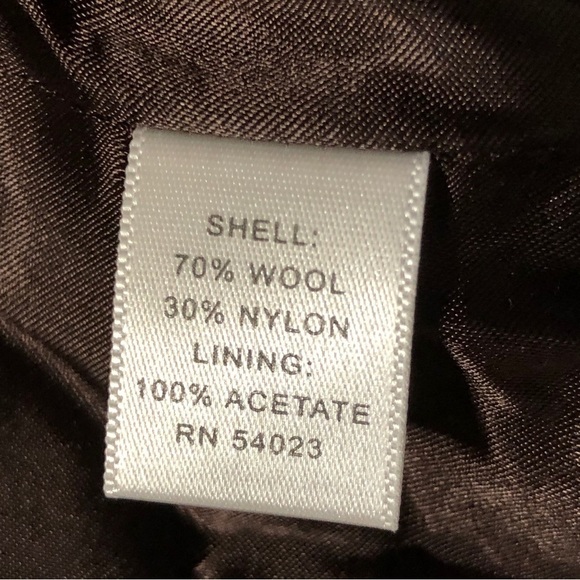 SHELL:
70% WOOL
30% NYLON
LINING:
100% ACETATE
RN 54023